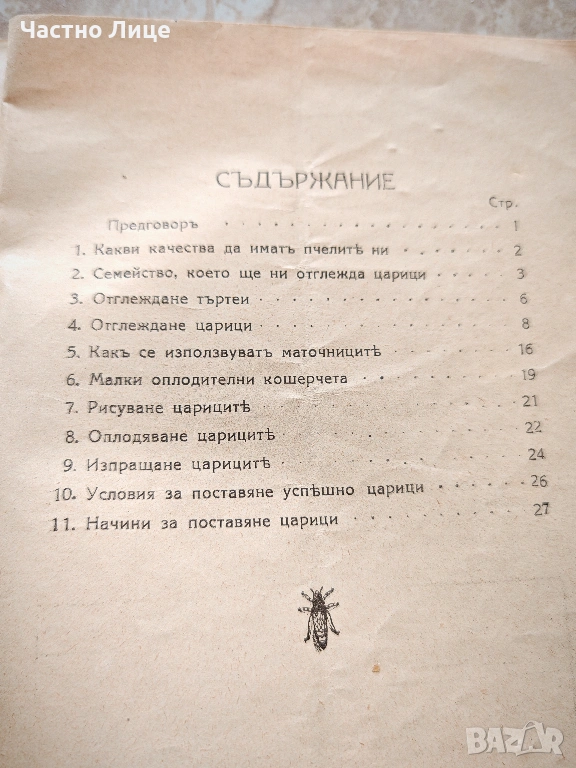 Частно Лице
СЪДЪРЖАНИЕ
Стр.
Предговоръ . . . . . . . . . . . . . . 1
1. Какви качества да иматъ пчелитѣ ни . . . . . . 2
2. Семейство, което ще ни отглежда царици . . . . 3
3. Отглеждане търтеи . . . . . . . . . . . . 6
4. Отглеждане царици . . . . . . . . . . . . 8
5. Какъ се използвуватъ маточницитѣ . . . . . . . 16
6. Малки оплодителни кошерчета . . . . . . . . 19
7. Рисуване царицитѣ . . . . . . . . . . . . 21
8. Оплодяване царицитѣ . . . . . . . . . . . 22
9. Изпращане царицитѣ . . . . . . . . . . . 24
10. Условия за поставяне успѣшно царици . . . . . 26
11. Начини за поставяне царици . . . . . . . . . 27
BAZAR